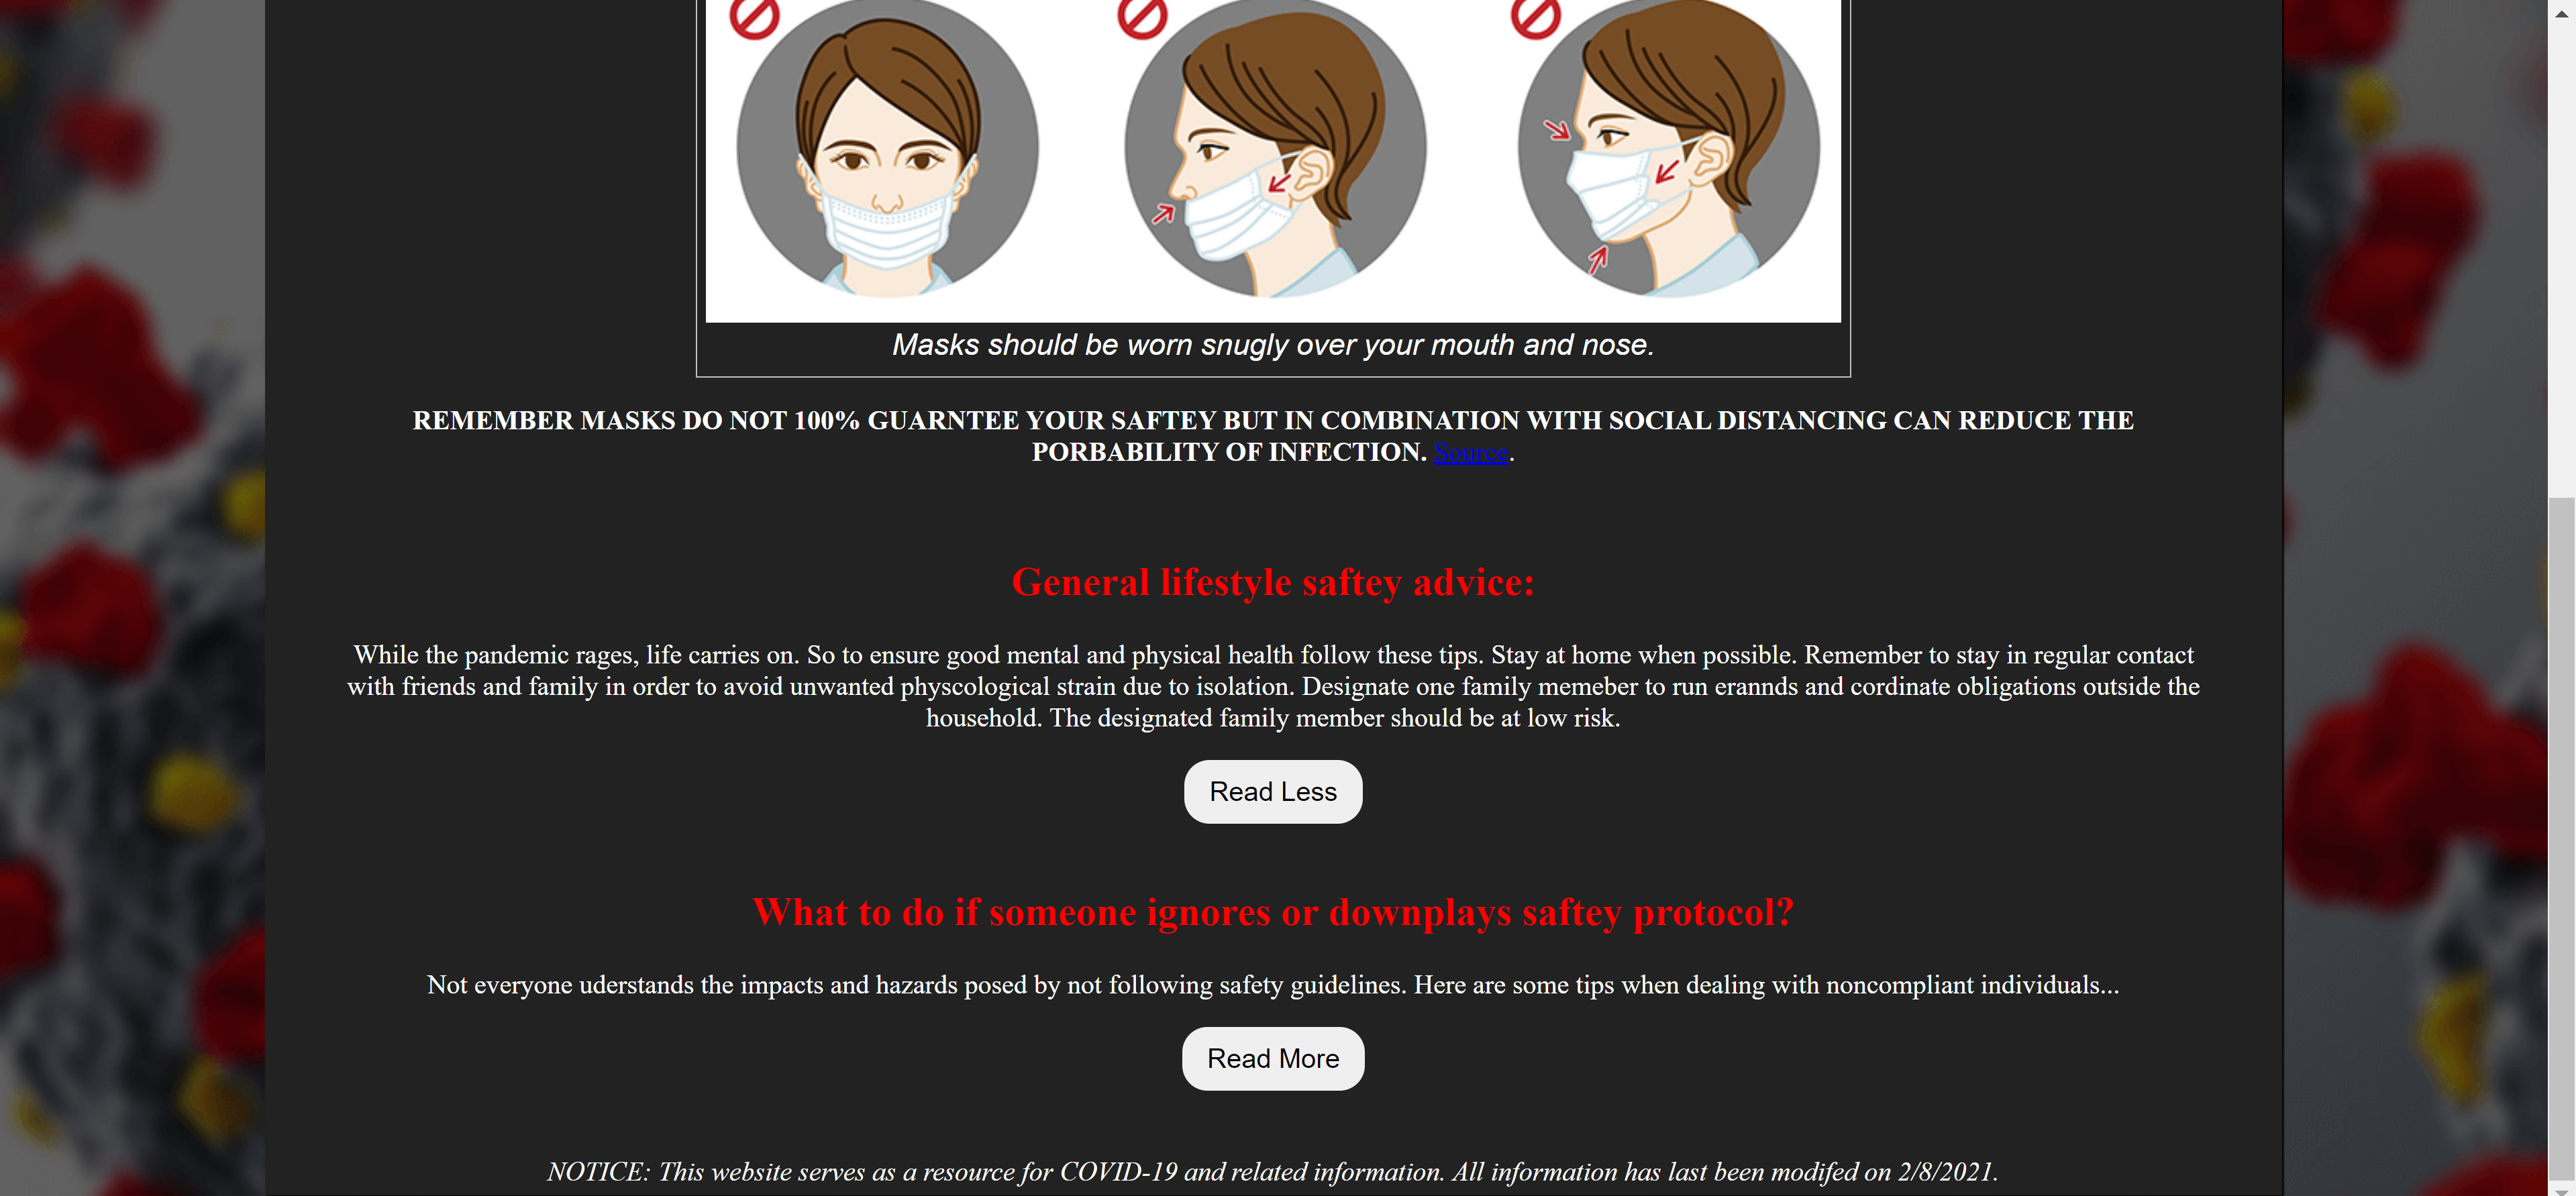 Masks should be worn snugly over your mouth and nose.
REMEMBER MASKS DO NOT 100% GUARNTEE YOUR SAFTEY BUT IN COMBINATION WITH SOCIAL DISTANCING CAN REDUCE THE
PORBABILITY OF INFECTION. Source.
General lifestyle saftey advice:
While the pandemic rages, life carries on. So to ensure good mental and physical health follow these tips. Stay at home when possible. Remember to stay in regular contact
with friends and family in order to avoid unwanted physcological strain due to isolation. Designate one family memeber to run erannds and cordinate obligations outside the
household. The designated family member should be at low risk.
Read Less
What to do if someone ignores or downplays saftey protocol?
Not everyone uderstands the impacts and hazards posed by not following safety guidelines. Here are some tips when dealing with noncompliant individuals...
Read More
NOTICE: This website serves as a resource for COVID-19 and related information. All information has last been modifed on 2/8/2021.